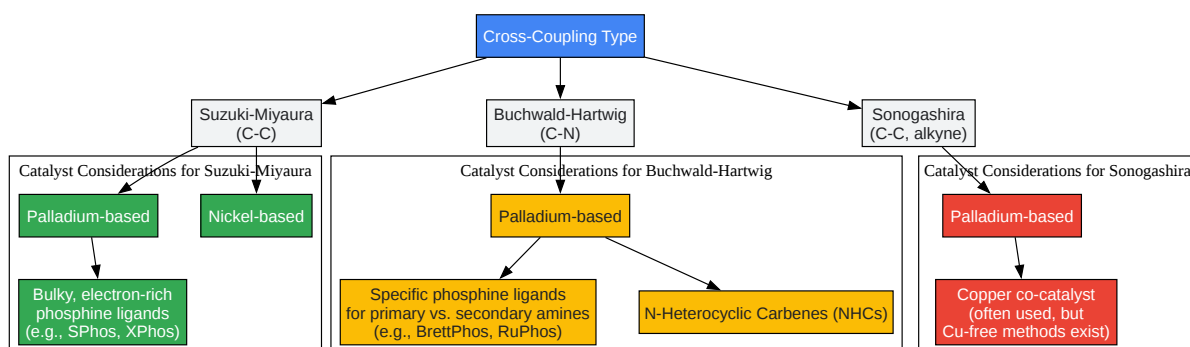 Cross-Coupling Type
Suzuki-Miyaura
(C-C)
Buchwald-Hartwig
(C-N)
Sonogashira
(C-C, alkyne)
Catalyst Considerations for Suzuki-Miyaura
Catalyst Considerations for Buchwald-Hartwig
Catalyst Considerations for Sonogashira
Palladium-based
Nickel-based
Palladium-based
Palladium-based
Bulky, electron-rich
phosphine ligands
(e.g., SPhos, XPhos)
Specific phosphine ligands
for primary vs. secondary amines
(e.g., BrettPhos, RuPhos)
N-Heterocyclic Carbenes (NHCs)
Copper co-catalyst
(often used, but
Cu-free methods exist)